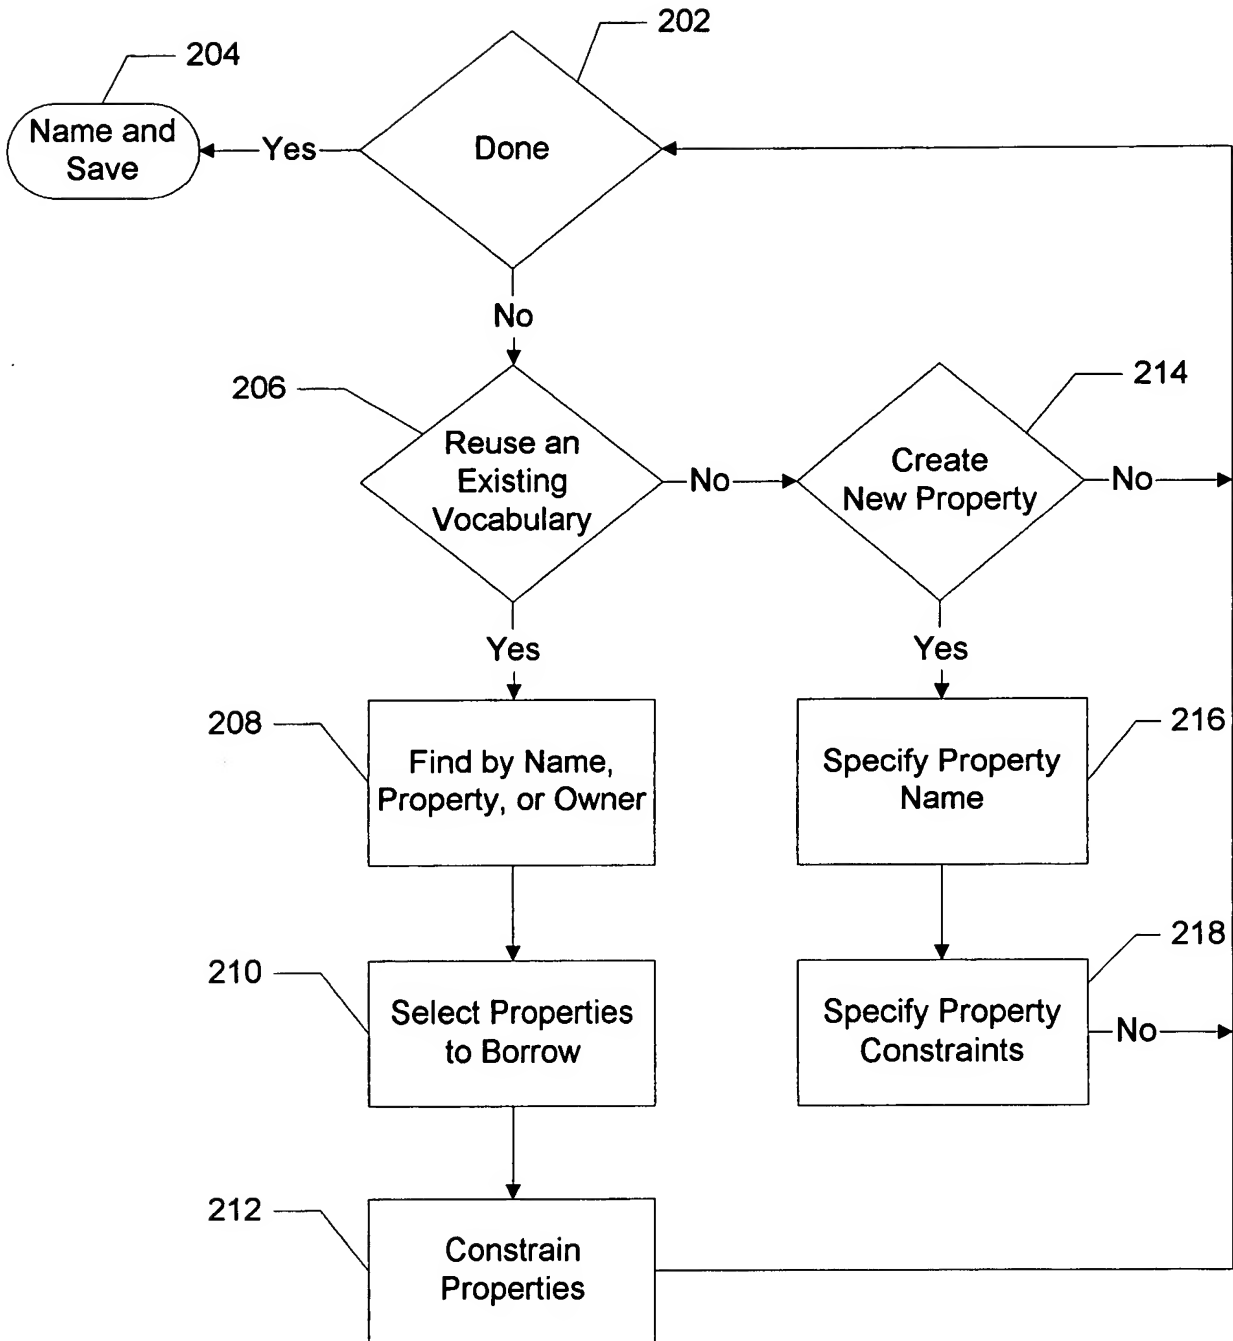 202
204
Name and
Save
Yes
Done
No
206
214
Reuse an
Existing
Vocabulary
No
Create
New Property
No
Yes
Yes
208
216
Find by Name,
Property, or Owner
Specify Property
Name
210
218
Select Properties
to Borrow
Specify Property
Constraints
No
212
Constrain
Properties